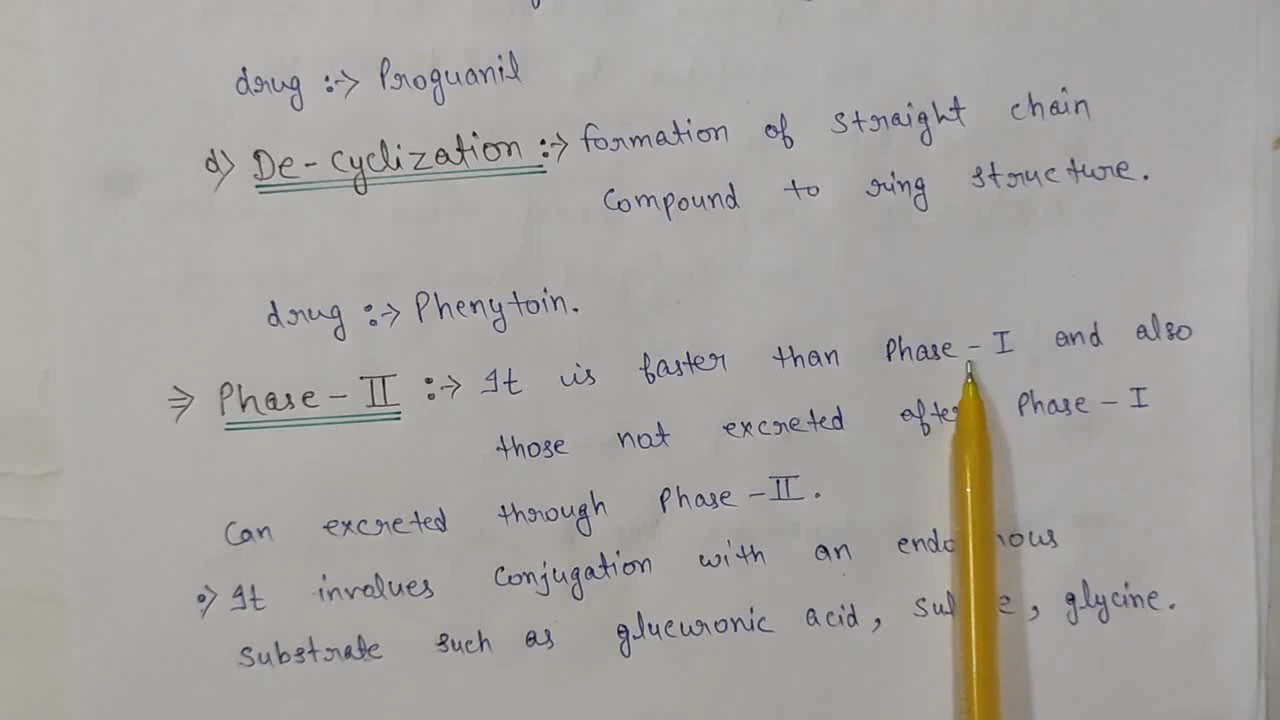 drug :-> Proguanil
d) De-cyclization :-> formation of straight chain
compound to ring structure.
drug :-> Phenytoin.
=> Phase-II :-> It is faster than Phase-I and also
those not excreted after Phase-I
Can excreted through Phase-II.
:) It involves conjugation with an
substrate such as glucuronic acid, glycine.